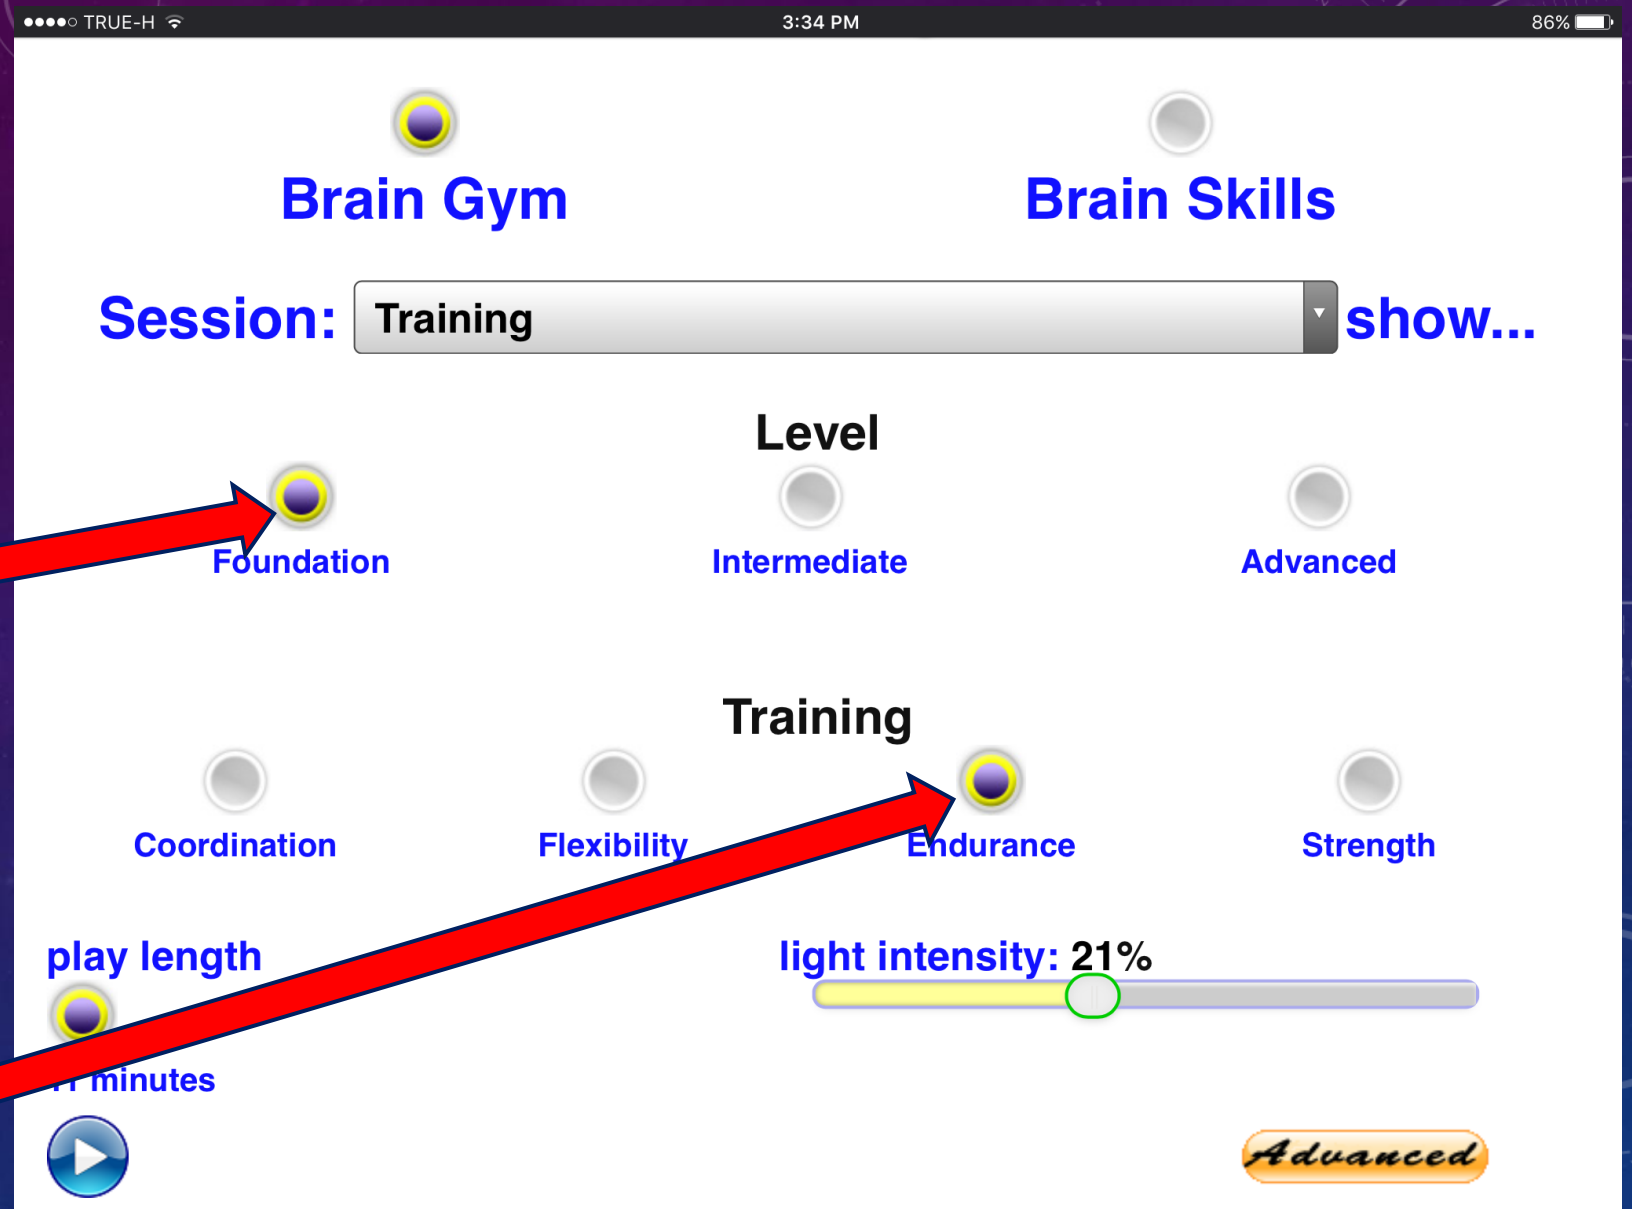 TRUE-H 3:34 PM 86%
Brain Gym Brain Skills
Session: Training show...
Level
Foundation Intermediate Advanced
Training
Coordination Flexibility Endurance Strength
play length light intensity: 21%
minutes
Advanced